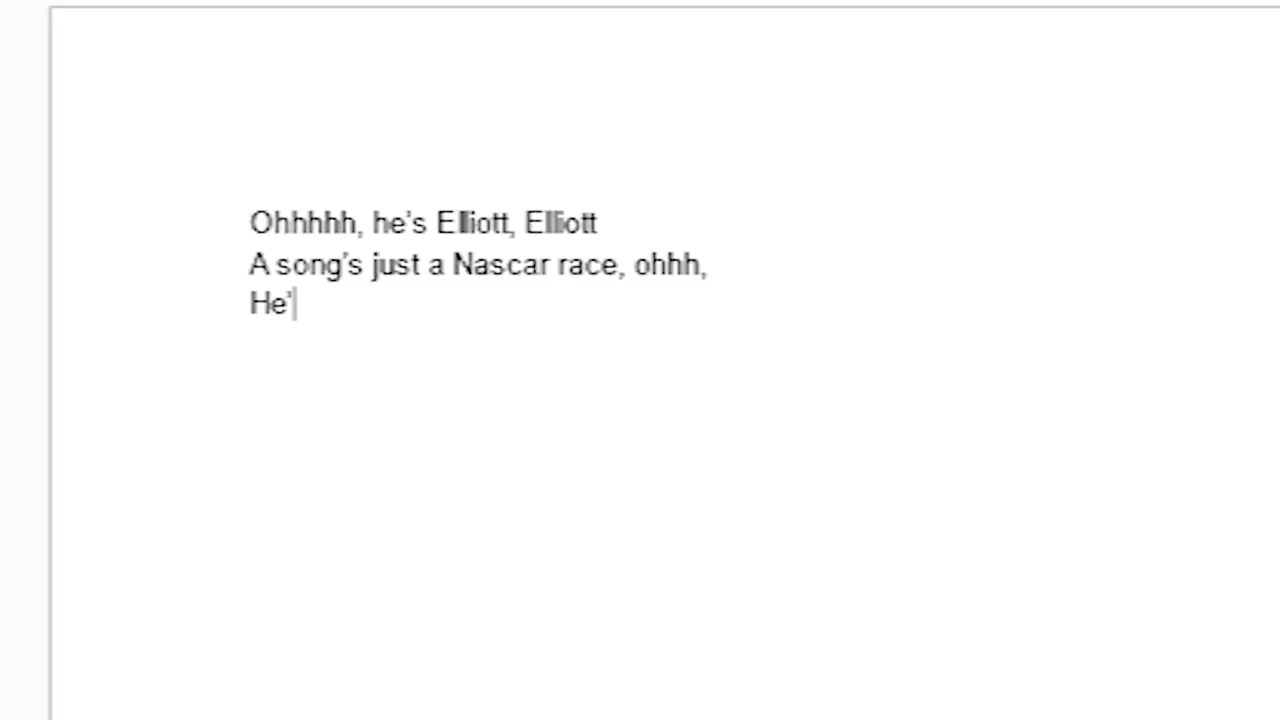 Ohhhhh, he's Elliott, Elliott
A song's just a Nascar race, ohhh,
He'